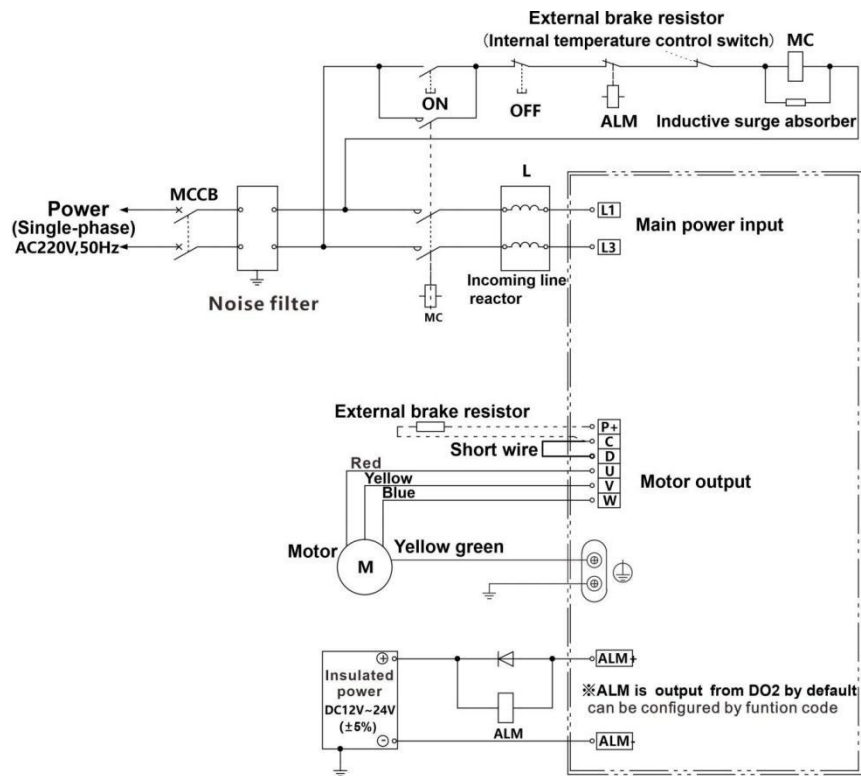 External brake resistor
(Internal temperature control switch)
MC
ON
OFF
ALM
Inductive surge absorber
MCCB
L
Power
(Single-phase)
AC220V,50Hz
L1
Main power input
L3
Noise filter
MC
Incoming line
reactor
External brake resistor
P+
C
Short wire
D
Red
U
Yellow
V
Motor output
Blue
W
Motor
M
Yellow green
Insulated
power
DC12V~24V
(±5%)
ALM
ALM+
※ALM is output from DO2 by default
can be configured by funtion code
ALM-